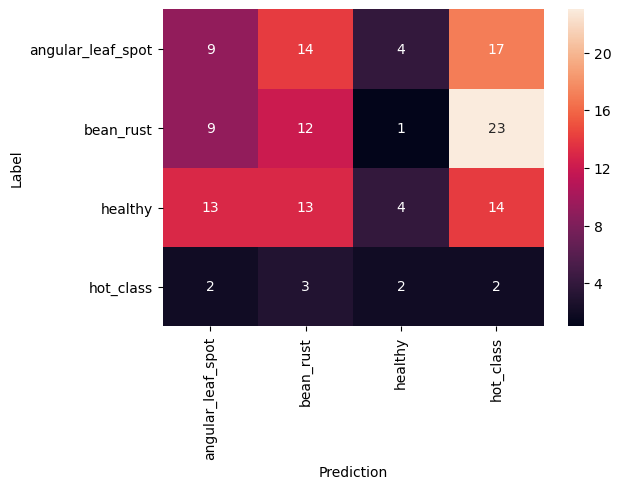 angular_leaf_spot 9 14 4 17
bean_rust 9 12 1 23
healthy 13 13 4 14
hot_class 2 3 2 2
angular_leaf_spot
bean_rust
healthy
hot_class
Prediction
Label
20
16
12
8
4